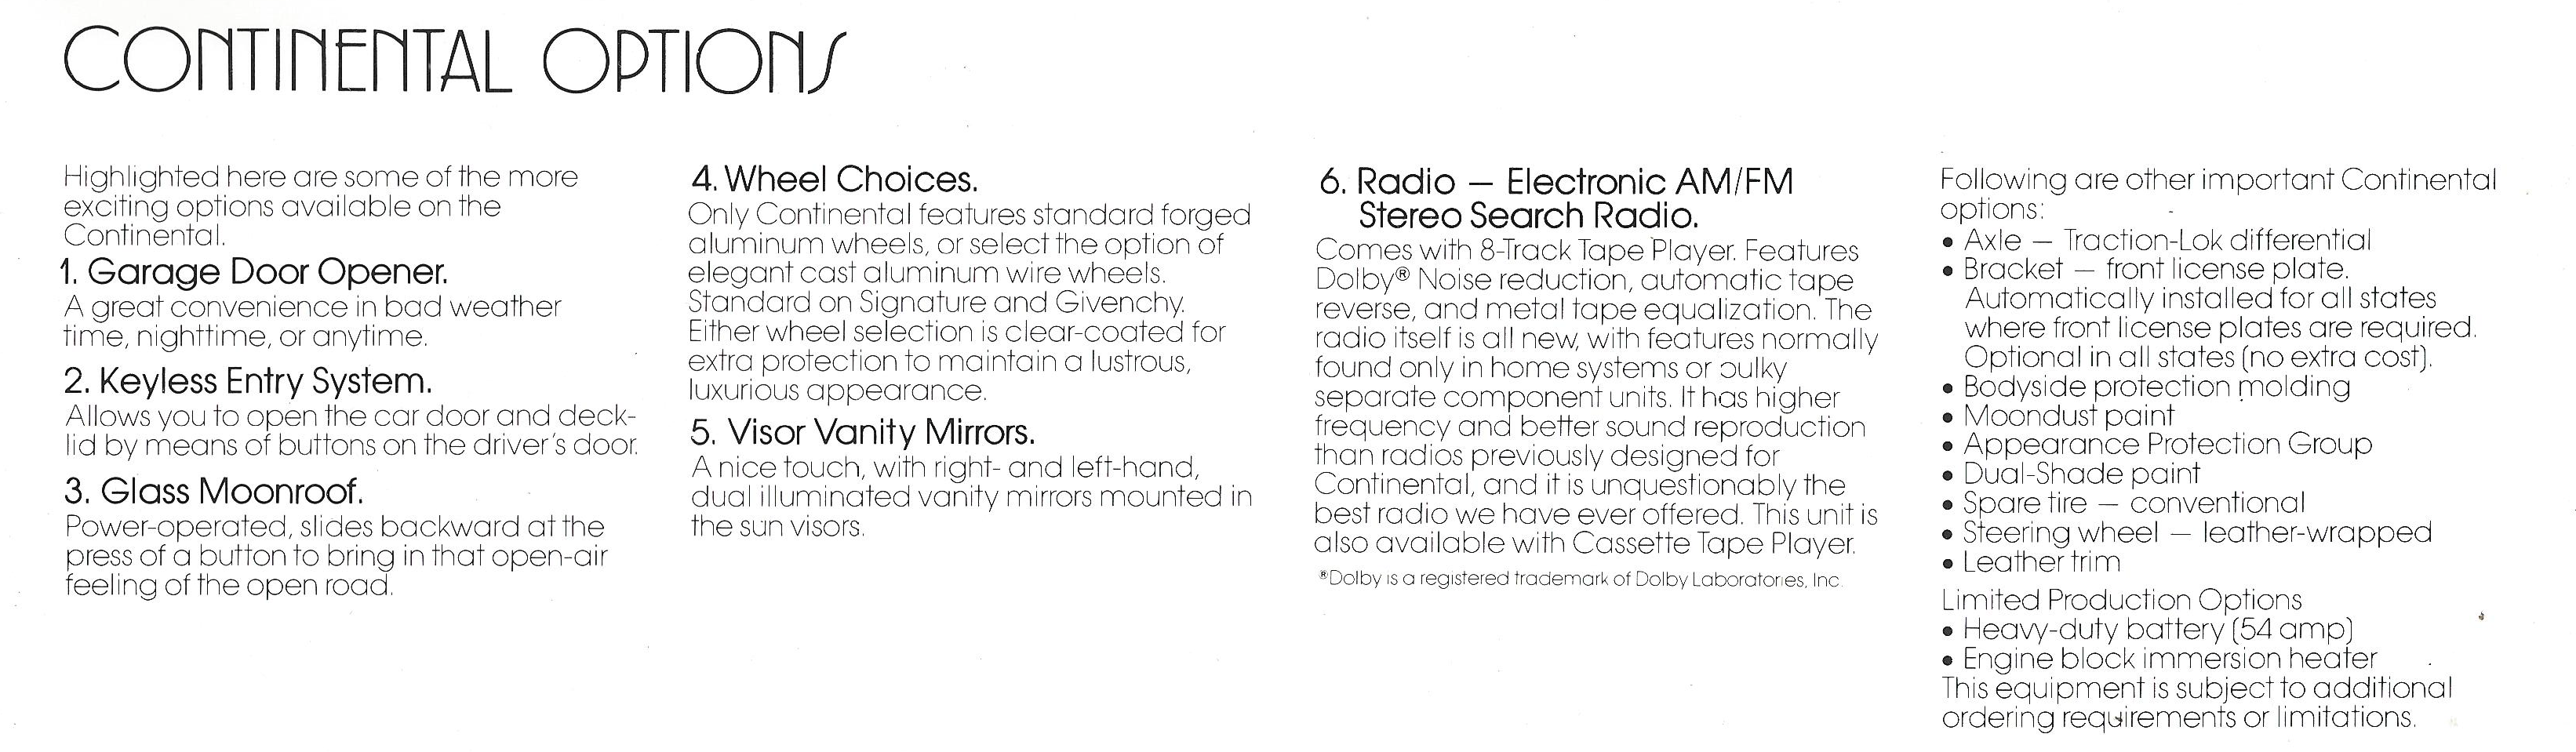 CONTINENTAL OPTIONS
Highlighted here are some of the more
exciting options available on the
Continental.
1. Garage Door Opener.
A great convenience in bad weather
time, nighttime, or anytime.
2. Keyless Entry System.
Allows you to open the car door and deck-
lid by means of buttons on the driver's door.
3. Glass Moonroof.
Power-operated, slides backward at the
press of a button to bring in that open-air
feeling of the open road.
4. Wheel Choices.
Only Continental features standard forged
aluminum wheels, or select the option of
elegant cast aluminum wire wheels.
Standard on Signature and Givenchy.
Either wheel selection is clear-coated for
extra protection to maintain a lustrous,
luxurious appearance.
5. Visor Vanity Mirrors.
A nice touch, with right- and left-hand,
dual illuminated vanity mirrors mounted in
the sun visors.
6. Radio — Electronic AM/FM
Stereo Search Radio.
Comes with 8-Track Tape Player. Features
Dolby® Noise reduction, automatic tape
reverse, and metal tape equalization. The
radio itself is all new, with features normally
found only in home systems or bulky
separate component units. It has higher
frequency and better sound reproduction
than radios previously designed for
Continental, and it is unquestionably the
best radio we have ever offered. This unit is
also available with Cassette Tape Player.
®Dolby is a registered trademark of Dolby Laboratories, Inc.
Following are other important Continental
options:
• Axle — Traction-Lok differential
• Bracket — front license plate.
Automatically installed for all states
where front license plates are required.
Optional in all states (no extra cost).
• Bodyside protection molding
• Moondust paint
• Appearance Protection Group
• Dual-Shade paint
• Spare tire — conventional
• Steering wheel — leather-wrapped
• Leather trim
Limited Production Options
• Heavy-duty battery (54 amp)
• Engine block immersion heater
This equipment is subject to additional
ordering requirements or limitations.